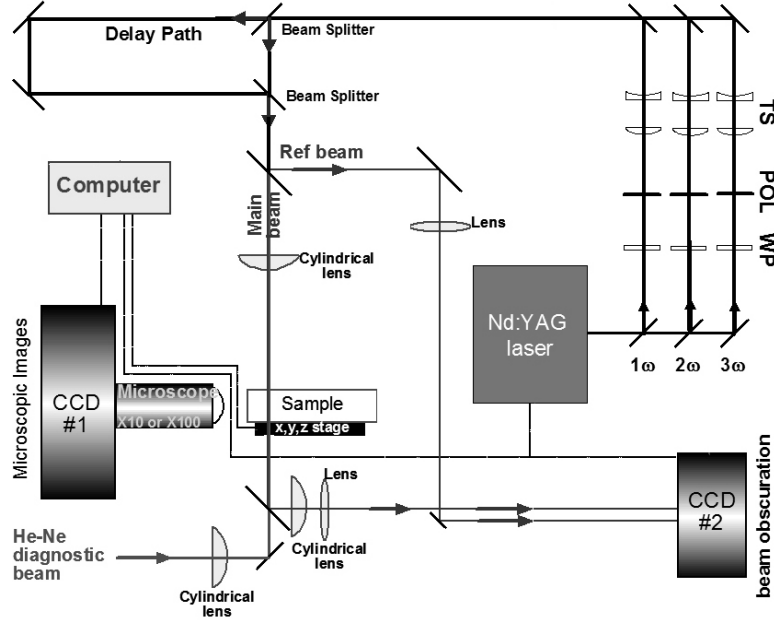 Delay Path
Beam Splitter
Beam Splitter
TS
Ref beam
Computer
POL
Main
beam
Lens
WP
Cylindrical
lens
Nd:YAG
laser
1ω
2ω
3ω
Microscopic Images
CCD
#1
Microscope
X10 or X100
Sample
x,y,z stage
Lens
CCD
#2
beam obscuration
He-Ne
diagnostic
beam
Cylindrical
lens
Cylindrical
lens